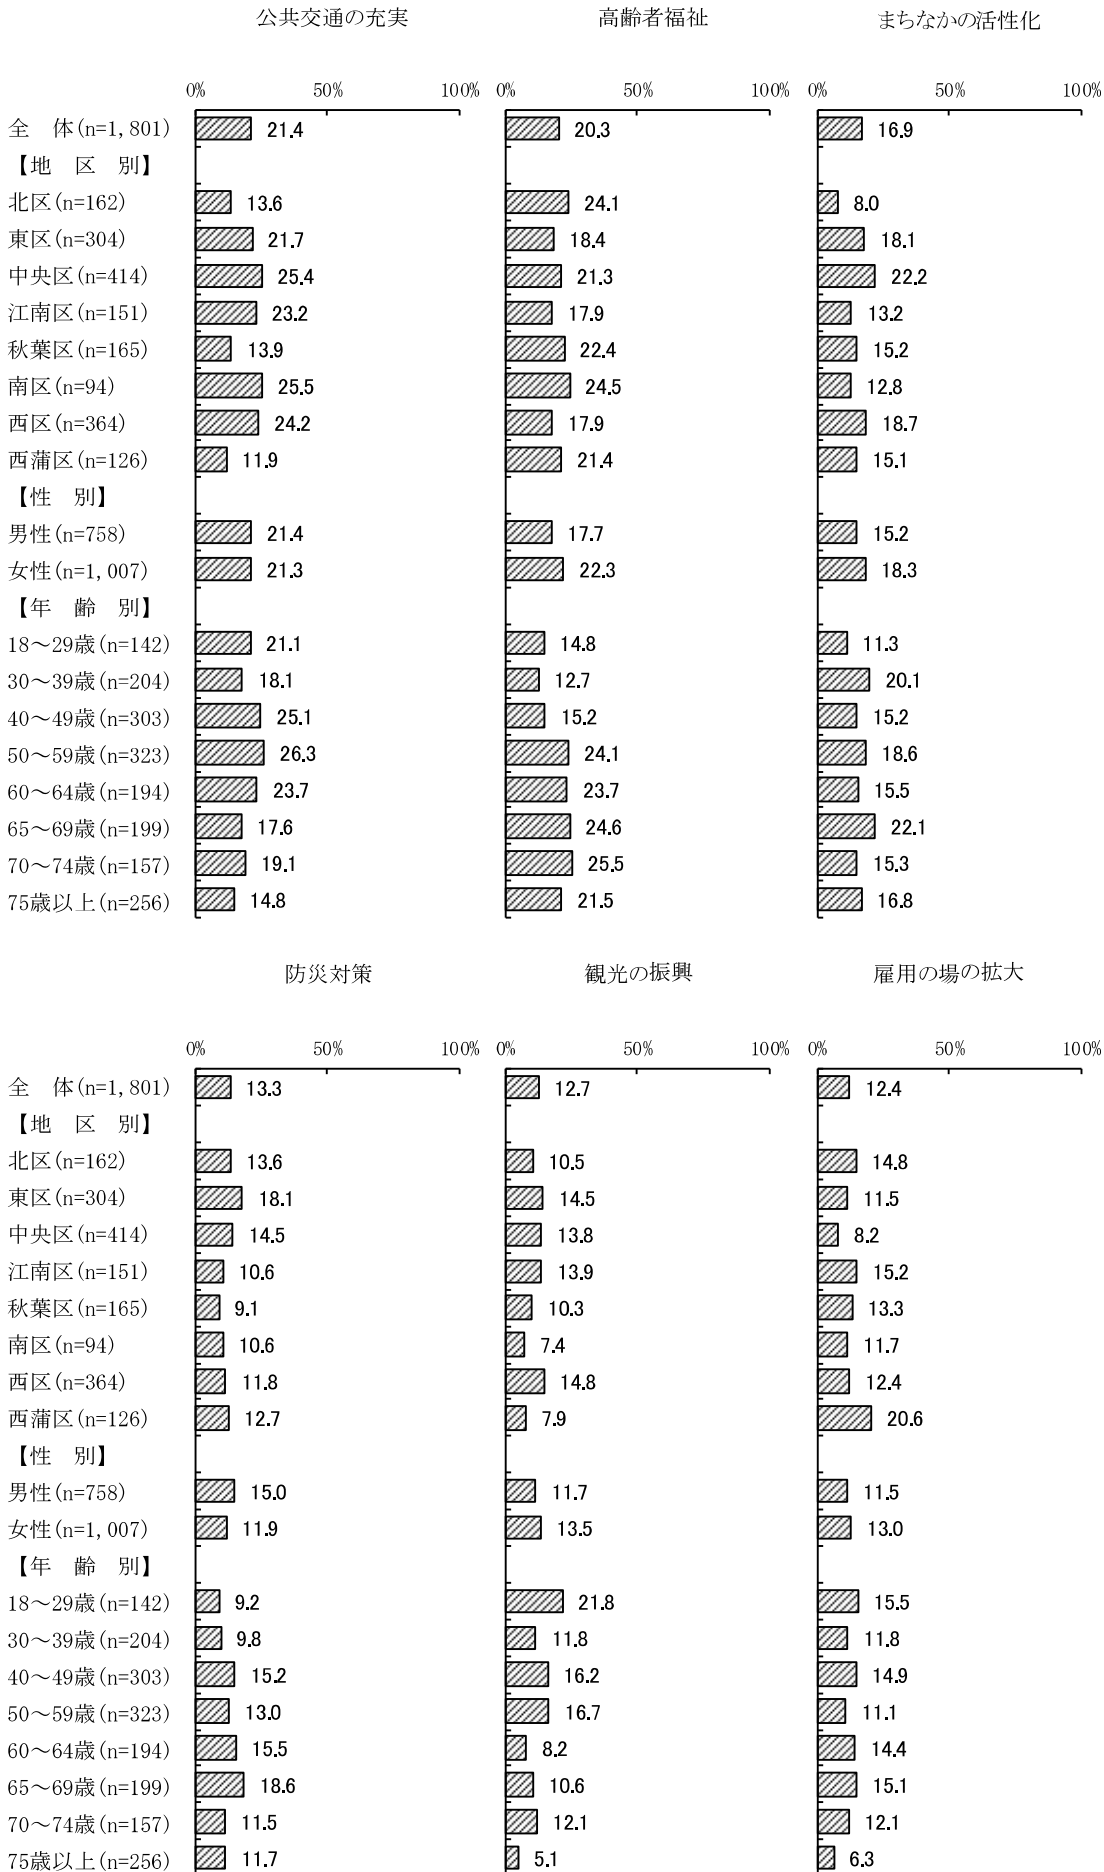 公共交通の充実 高齢者福祉 まちなかの活性化
0% 50% 100% 0% 50% 100% 0% 50% 100%
全　体(n=1,801) 21.4 20.3 16.9
【地　区　別】
北区(n=162) 13.6 24.1 8.0
東区(n=304) 21.7 18.4 18.1
中央区(n=414) 25.4 21.3 22.2
江南区(n=151) 23.2 17.9 13.2
秋葉区(n=165) 13.9 22.4 15.2
南区(n=94) 25.5 24.5 12.8
西区(n=364) 24.2 17.9 18.7
西蒲区(n=126) 11.9 21.4 15.1
【性　別】
男性(n=758) 21.4 17.7 15.2
女性(n=1,007) 21.3 22.3 18.3
【年　齢　別】
18～29歳(n=142) 21.1 14.8 11.3
30～39歳(n=204) 18.1 12.7 20.1
40～49歳(n=303) 25.1 15.2 15.2
50～59歳(n=323) 26.3 24.1 18.6
60～64歳(n=194) 23.7 23.7 15.5
65～69歳(n=199) 17.6 24.6 22.1
70～74歳(n=157) 19.1 25.5 15.3
75歳以上(n=256) 14.8 21.5 16.8
防災対策 観光の振興 雇用の場の拡大
0% 50% 100% 0% 50% 100% 0% 50% 100%
全　体(n=1,801) 13.3 12.7 12.4
【地　区　別】
北区(n=162) 13.6 10.5 14.8
東区(n=304) 18.1 14.5 11.5
中央区(n=414) 14.5 13.8 8.2
江南区(n=151) 10.6 13.9 15.2
秋葉区(n=165) 9.1 10.3 13.3
南区(n=94) 10.6 7.4 11.7
西区(n=364) 11.8 14.8 12.4
西蒲区(n=126) 12.7 7.9 20.6
【性　別】
男性(n=758) 15.0 11.7 11.5
女性(n=1,007) 11.9 13.5 13.0
【年　齢　別】
18～29歳(n=142) 9.2 21.8 15.5
30～39歳(n=204) 9.8 11.8 11.8
40～49歳(n=303) 15.2 16.2 14.9
50～59歳(n=323) 13.0 16.7 11.1
60～64歳(n=194) 15.5 8.2 14.4
65～69歳(n=199) 18.6 10.6 15.1
70～74歳(n=157) 11.5 12.1 12.1
75歳以上(n=256) 11.7 5.1 6.3